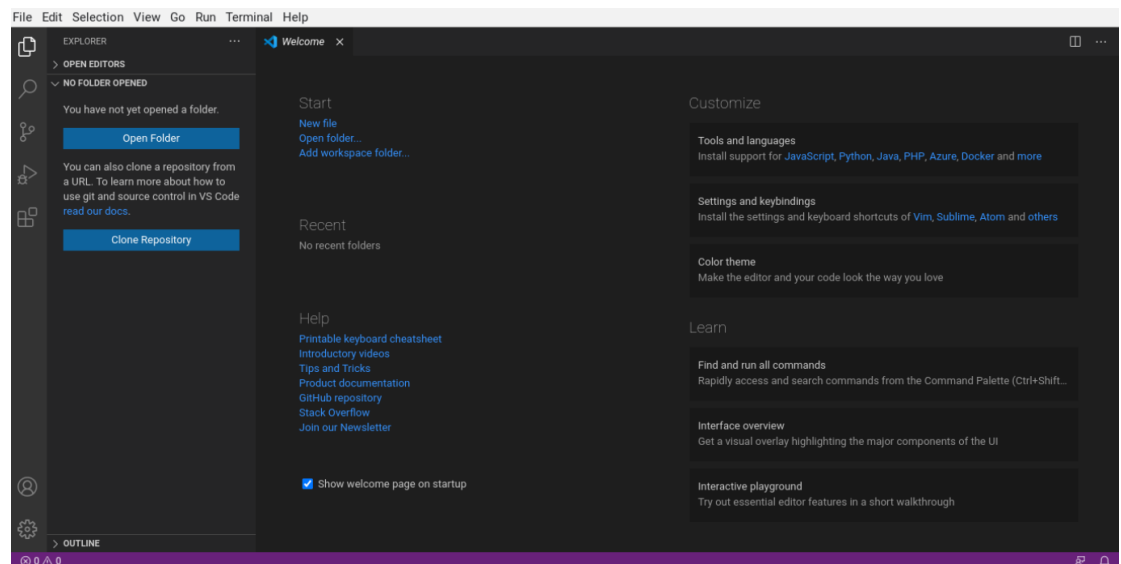 File Edit Selection View Go Run Terminal Help
EXPLORER
Welcome
OPEN EDITORS
NO FOLDER OPENED
You have not yet opened a folder.
Open Folder
You can also clone a repository from
a URL. To learn more about how to
use git and source control in VS Code
read our docs.
Clone Repository
OUTLINE
Start
New file
Open folder...
Add workspace folder...
Recent
No recent folders
Help
Printable keyboard cheatsheet
Introductory videos
Tips and Tricks
Product documentation
GitHub repository
Stack Overflow
Join our Newsletter
Show welcome page on startup
Customize
Tools and languages
Install support for JavaScript, Python, Java, PHP, Azure, Docker and more
Settings and keybindings
Install the settings and keyboard shortcuts of Vim, Sublime, Atom and others
Color theme
Make the editor and your code look the way you love
Learn
Find and run all commands
Rapidly access and search commands from the Command Palette (Ctrl+Shift...
Interface overview
Get a visual overlay highlighting the major components of the UI
Interactive playground
Try out essential editor features in a short walkthrough
0 0